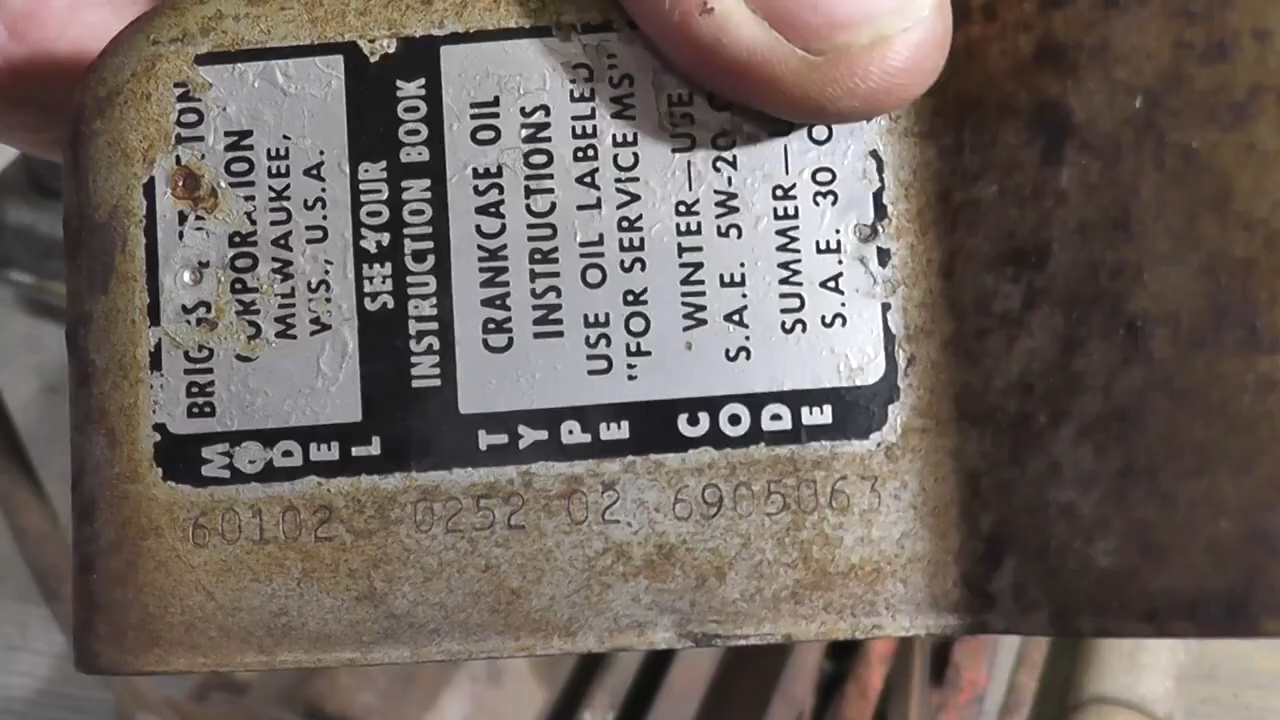 BRIGGS
CORPORATION
MILWAUKEE,
WIS., U.S.A.
SEE YOUR
INSTRUCTION BOOK
CRANKCASE OIL
INSTRUCTIONS
USE OIL LABELED
"FOR SERVICE MS"
WINTER—USE
S.A.E. 5W-20
SUMMER—
S.A.E. 30
MODEL TYPE CODE
60102 0252 02 6905063